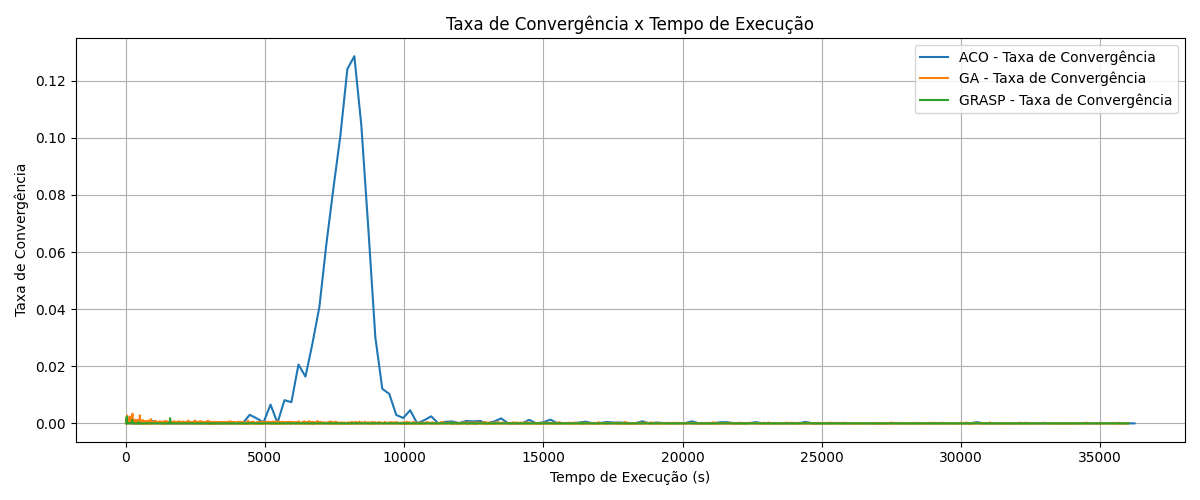 Taxa de Convergência x Tempo de Execução
ACO - Taxa de Convergência
GA - Taxa de Convergência
GRASP - Taxa de Convergência
Taxa de Convergência
0.12
0.10
0.08
0.06
0.04
0.02
0.00
0 5000 10000 15000 20000 25000 30000 35000
Tempo de Execução (s)